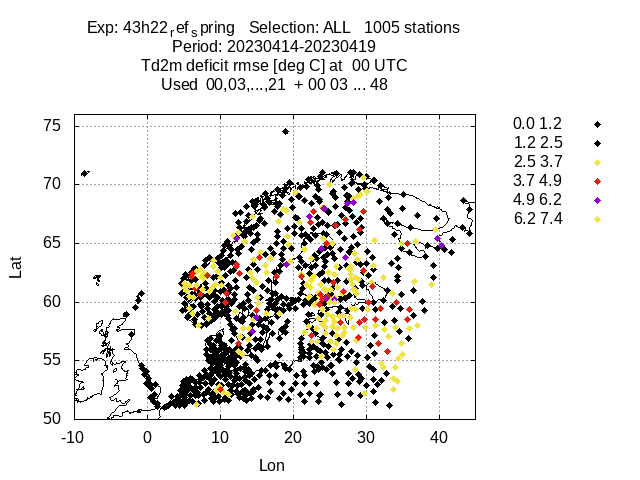 Exp: 43h22refspring   Selection: ALL   1005 stations
Period: 20230414-20230419
Td2m deficit rmse [deg C] at  00 UTC
Used  00,03,...,21  + 00 03 ... 48
75
70
65
60
55
50
Lat
-10 0 10 20 30 40
Lon
0.0 1.2
1.2 2.5
2.5 3.7
3.7 4.9
4.9 6.2
6.2 7.4